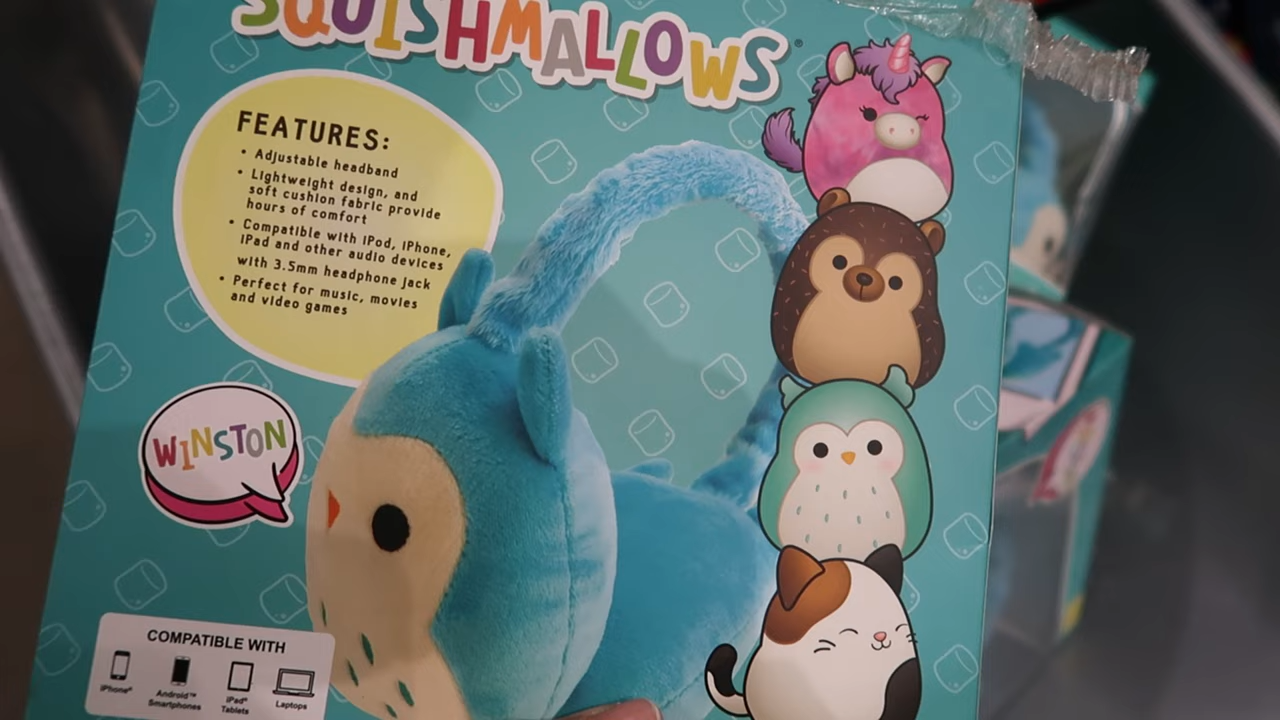 SQUISHMALLOWS®
FEATURES:
• Adjustable headband
• Lightweight design, and
soft cushion fabric provide
hours of comfort
• Compatible with iPod, iPhone,
iPad and other audio devices
with 3.5mm headphone jack
• Perfect for music, movies
and video games
WINSTON
COMPATIBLE WITH
iPhone®
Android™
Smartphones
iPad®
Tablets
Laptops